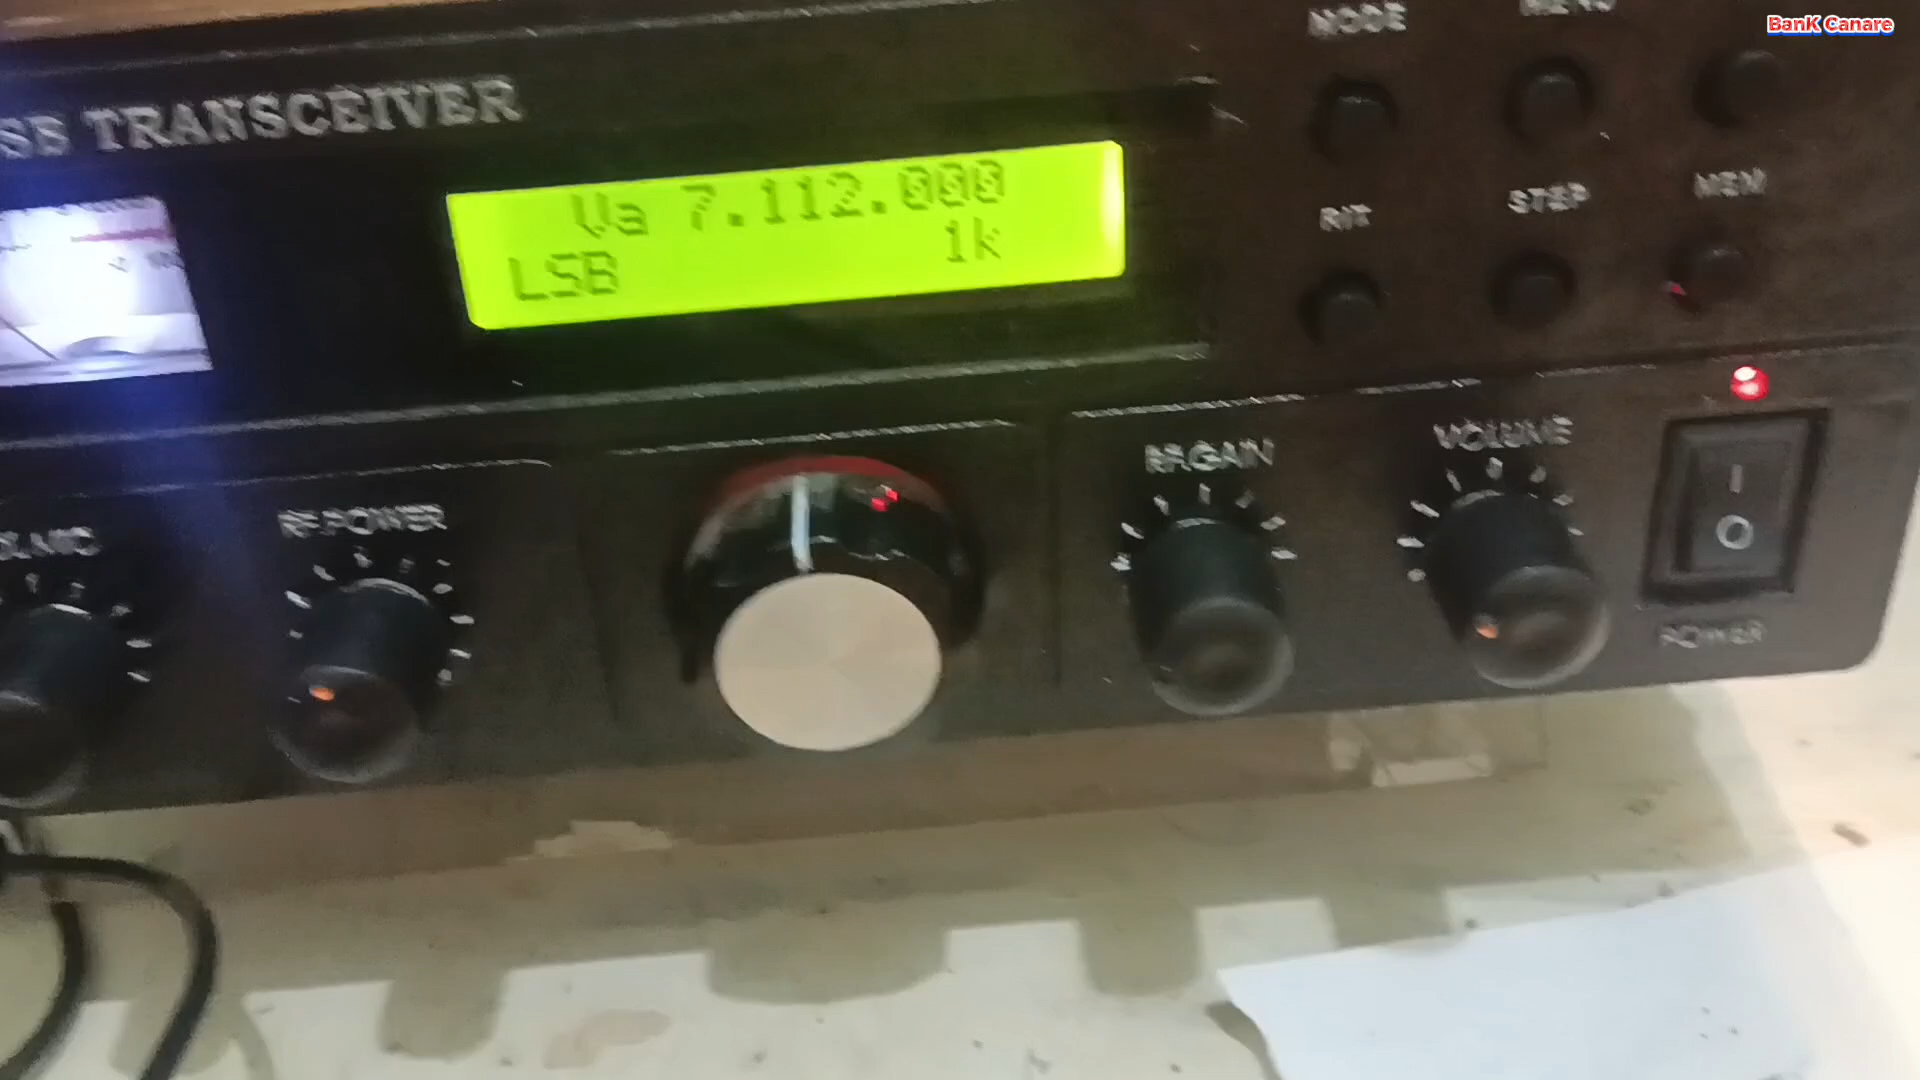 BanK Canare
MODE
MENU
SB TRANSCEIVER
Va 7.112.000
LSB 1k
RIT
STEP
MEM
RF.GAIN
VOLUME
RF.POWER
I
O
POWER